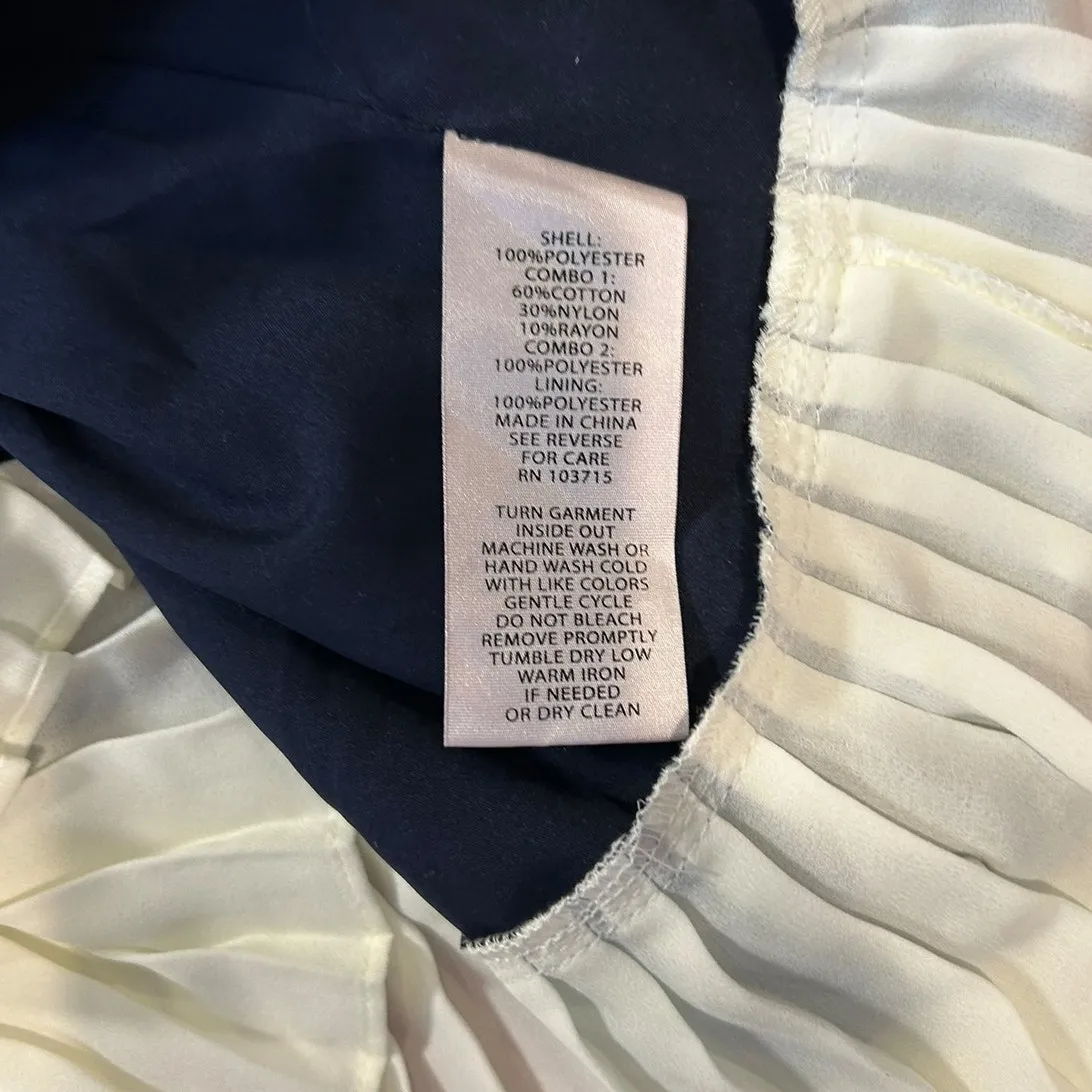 SHELL:
100%POLYESTER
COMBO 1:
60%COTTON
30%NYLON
10%RAYON
COMBO 2:
100%POLYESTER
LINING:
100%POLYESTER
MADE IN CHINA
SEE REVERSE
FOR CARE
RN 103715
TURN GARMENT
INSIDE OUT
MACHINE WASH OR
HAND WASH COLD
WITH LIKE COLORS
GENTLE CYCLE
DO NOT BLEACH
REMOVE PROMPTLY
TUMBLE DRY LOW
WARM IRON
IF NEEDED
OR DRY CLEAN